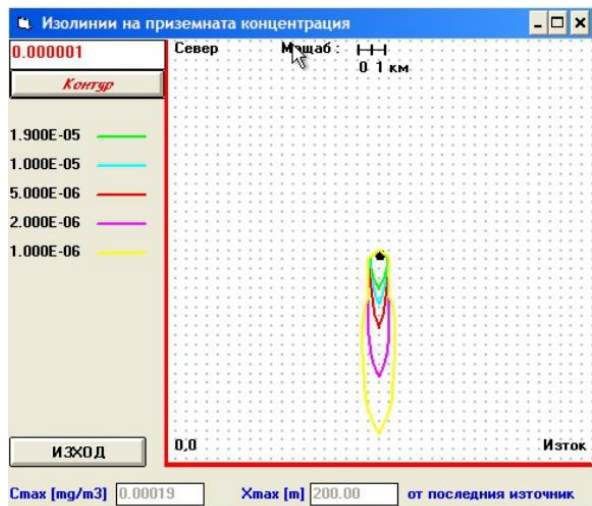 Изолинии на приземната концентрация
0.000001
Контур
Север
Мащаб :
0 1 км
1.900E-05
1.000E-05
5.000E-06
2.000E-06
1.000E-06
ИЗХОД
0,0
Изток
Cmax [mg/m3] 0.00019 Xmax [m] 200.00 от последния източник